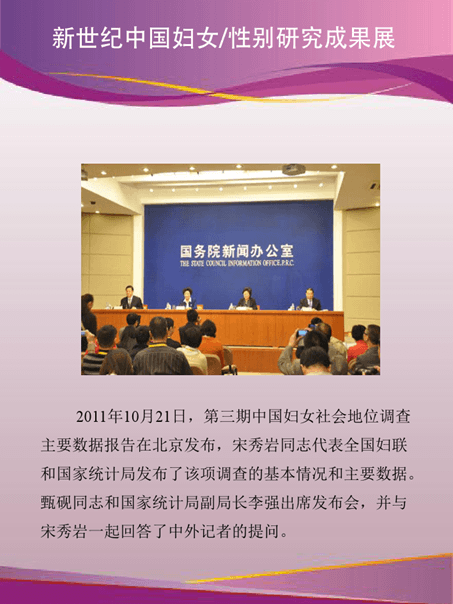 新世纪中国妇女/性别研究成果展
国务院新闻办公室
THE STATE COUNCIL INFORMATION OFFICE, P.R.C.
2011年10月21日，第三期中国妇女社会地位调查
主要数据报告在北京发布，宋秀岩同志代表全国妇联
和国家统计局发布了该项调查的基本情况和主要数据。
甄砚同志和国家统计局副局长李强出席发布会，并与
宋秀岩一起回答了中外记者的提问。